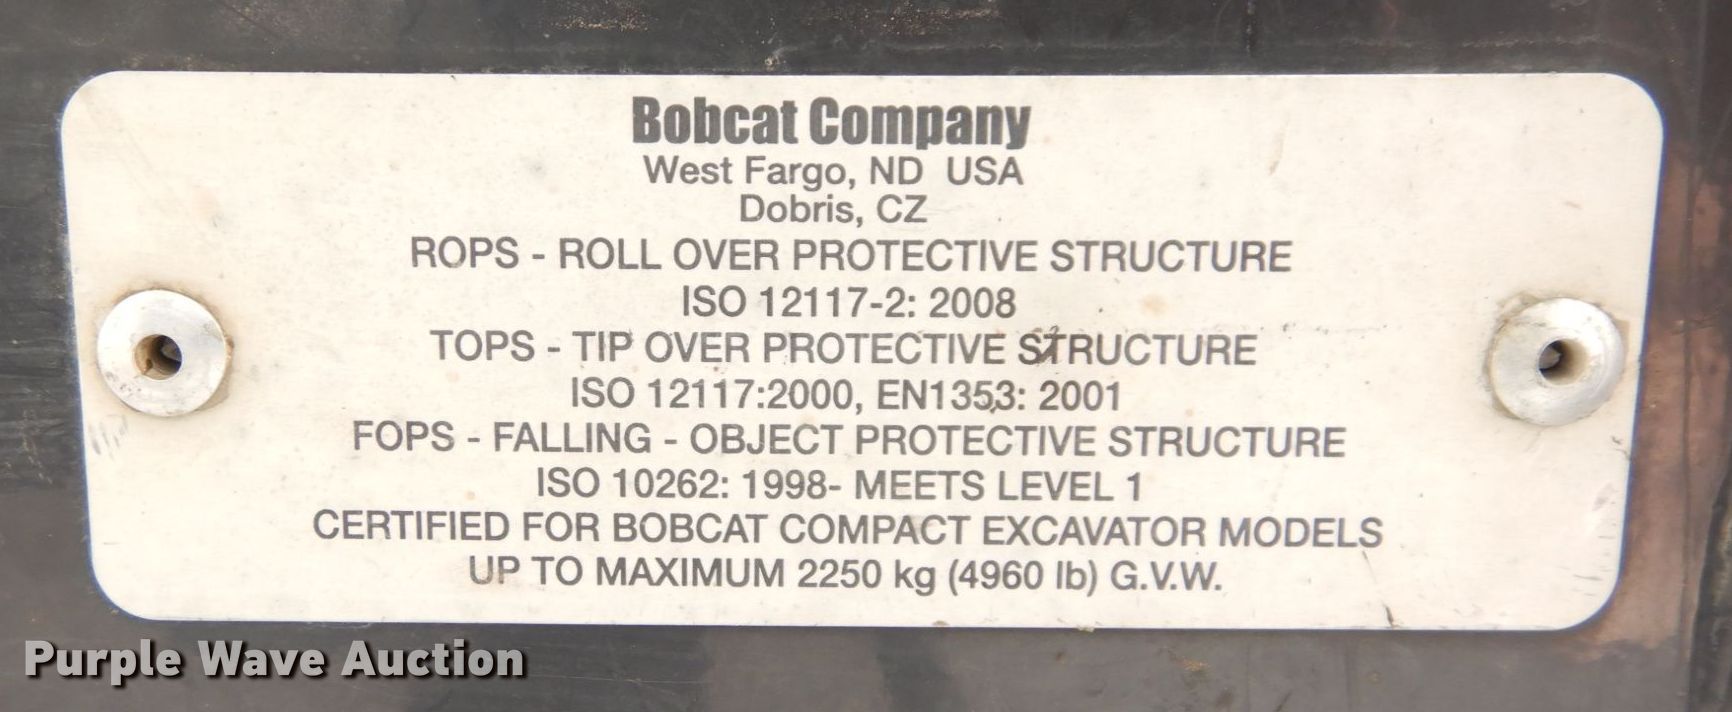 Bobcat Company
West Fargo, ND USA
Dobris, CZ
ROPS - ROLL OVER PROTECTIVE STRUCTURE
ISO 12117-2: 2008
TOPS - TIP OVER PROTECTIVE STRUCTURE
ISO 12117:2000, EN1353: 2001
FOPS - FALLING - OBJECT PROTECTIVE STRUCTURE
ISO 10262: 1998- MEETS LEVEL 1
CERTIFIED FOR BOBCAT COMPACT EXCAVATOR MODELS
UP TO MAXIMUM 2250 kg (4960 lb) G.V.W.
Purple Wave Auction